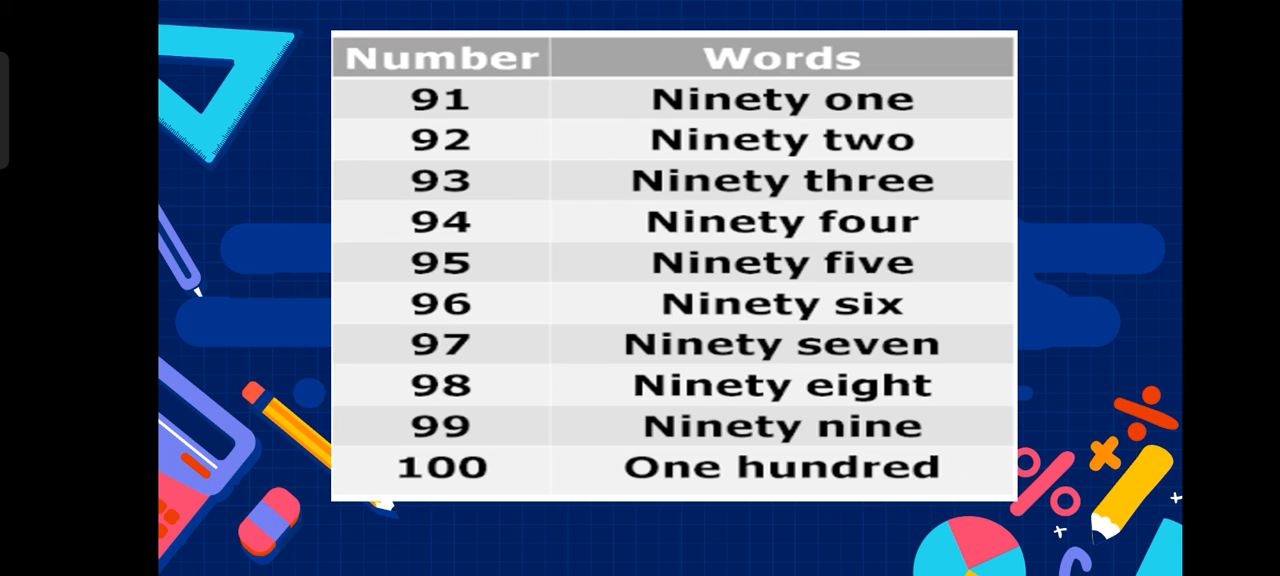 Number Words
91 Ninety one
92 Ninety two
93 Ninety three
94 Ninety four
95 Ninety five
96 Ninety six
97 Ninety seven
98 Ninety eight
99 Ninety nine
100 One hundred